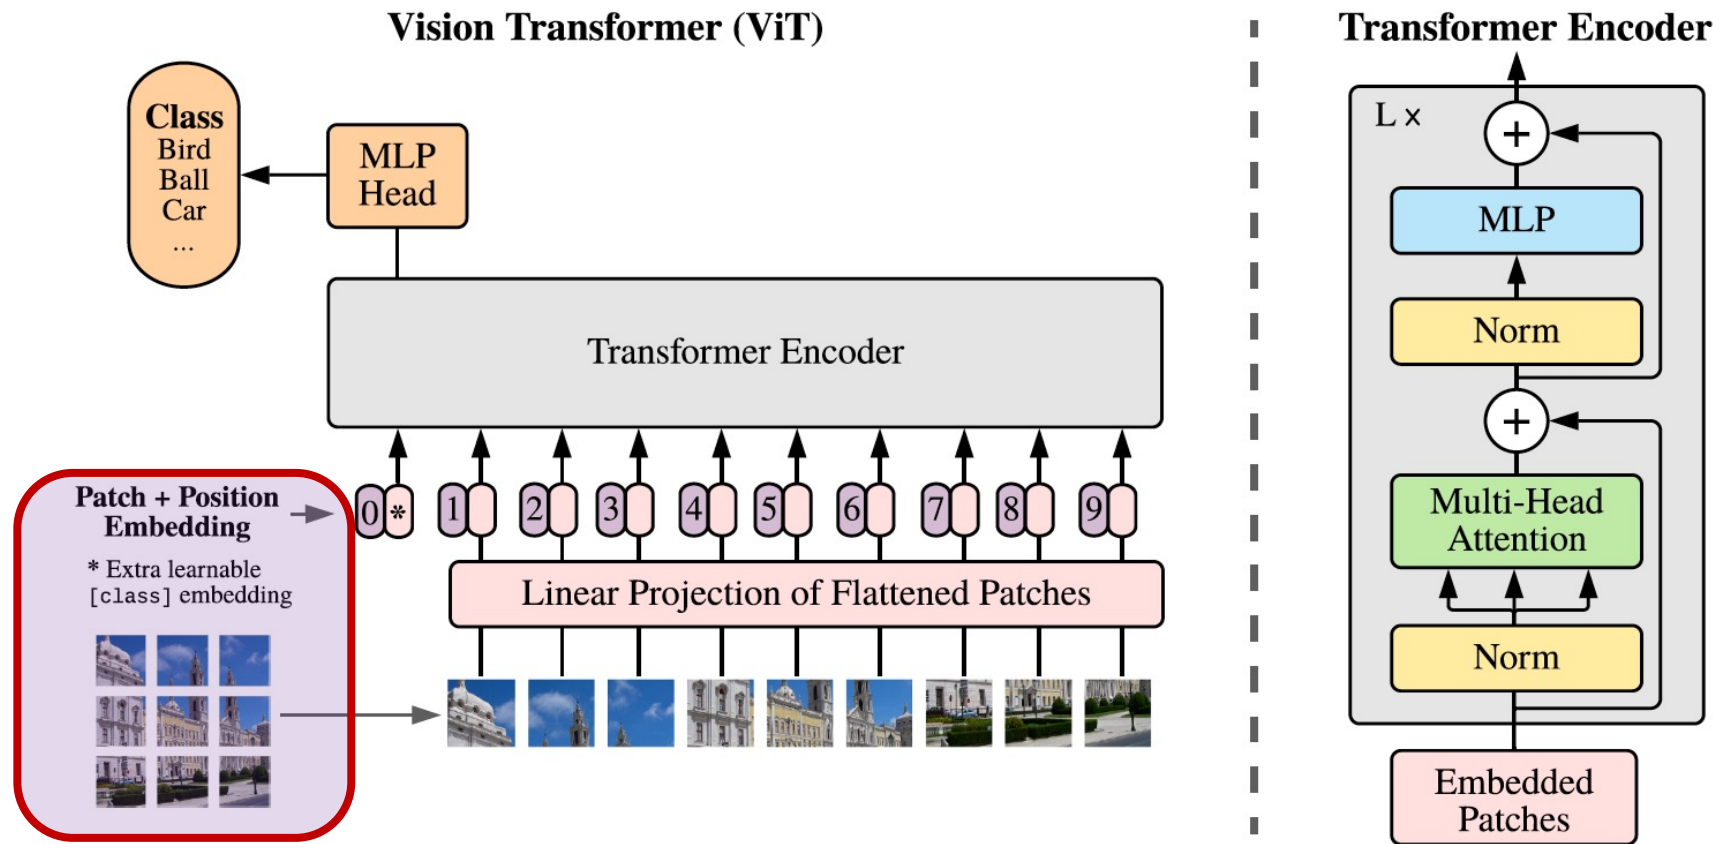 Vision Transformer (ViT)
Class
Bird
Ball
Car
...
MLP
Head
Transformer Encoder
Patch + Position
Embedding
* Extra learnable
[class] embedding
0 *
1
2
3
4
5
6
7
8
9
Linear Projection of Flattened Patches
Transformer Encoder
L ×
+
MLP
Norm
+
Multi-Head
Attention
Norm
Embedded
Patches